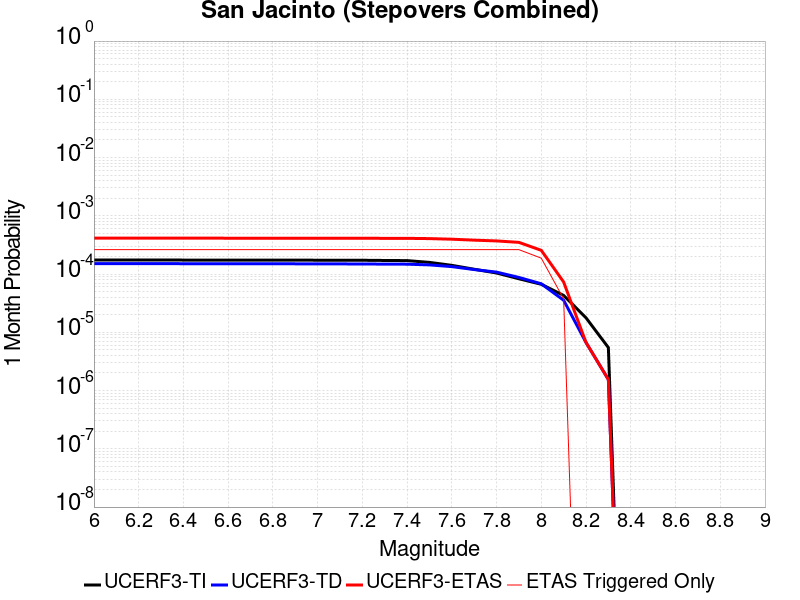 San Jacinto (Stepovers Combined)
10^0
10^-1
10^-2
10^-3
10^-4
10^-5
10^-6
10^-7
10^-8
1 Month Probability
6 6.2 6.4 6.6 6.8 7 7.2 7.4 7.6 7.8 8 8.2 8.4 8.6 8.8 9
Magnitude
UCERF3-TI UCERF3-TD UCERF3-ETAS ETAS Triggered Only